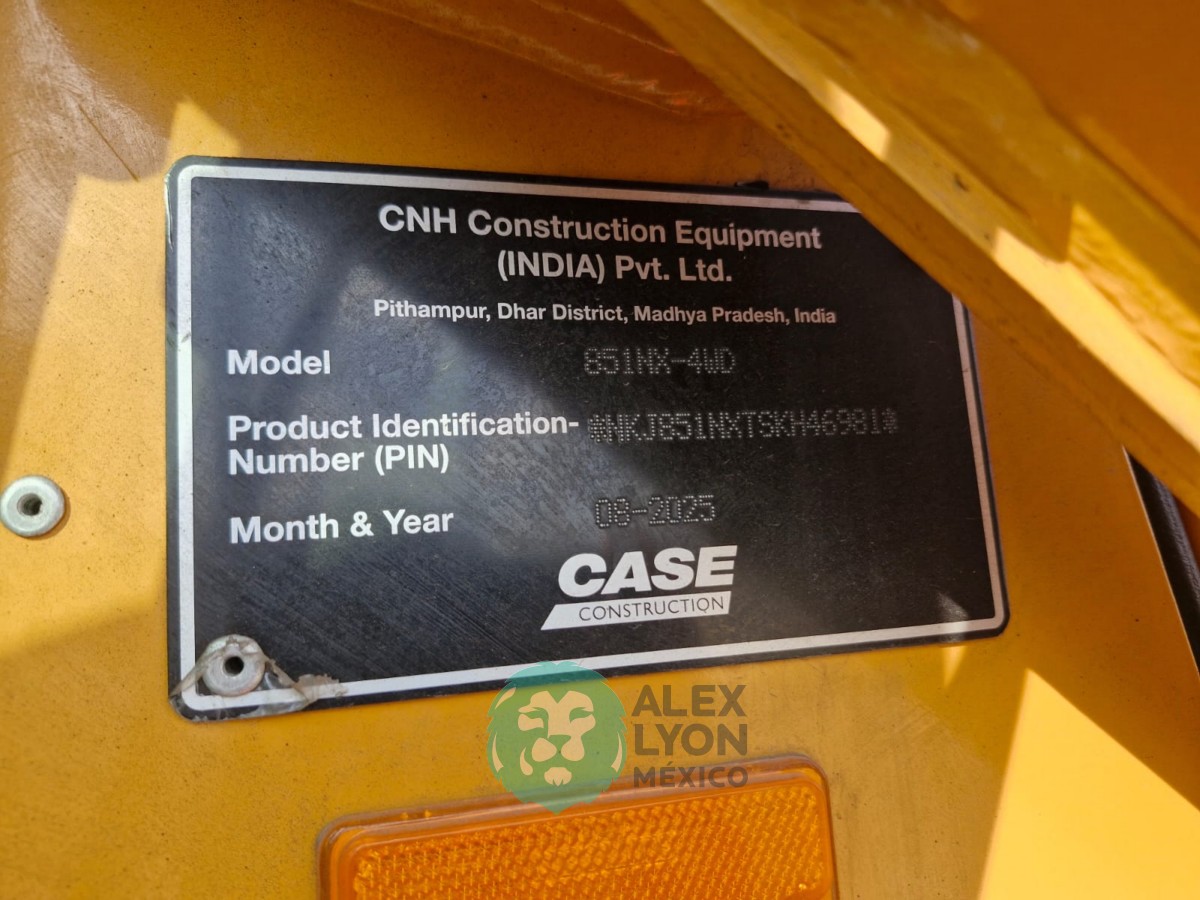 CNH Construction Equipment
(INDIA) Pvt. Ltd.
Pithampur, Dhar District, Madhya Pradesh, India
Model 851NX-4WD
Product Identification- *NKJ851NXTSKH46981*
Number (PIN)
Month & Year 08-2025
CASE
CONSTRUCTION
ALEX
LYON
MÉXICO